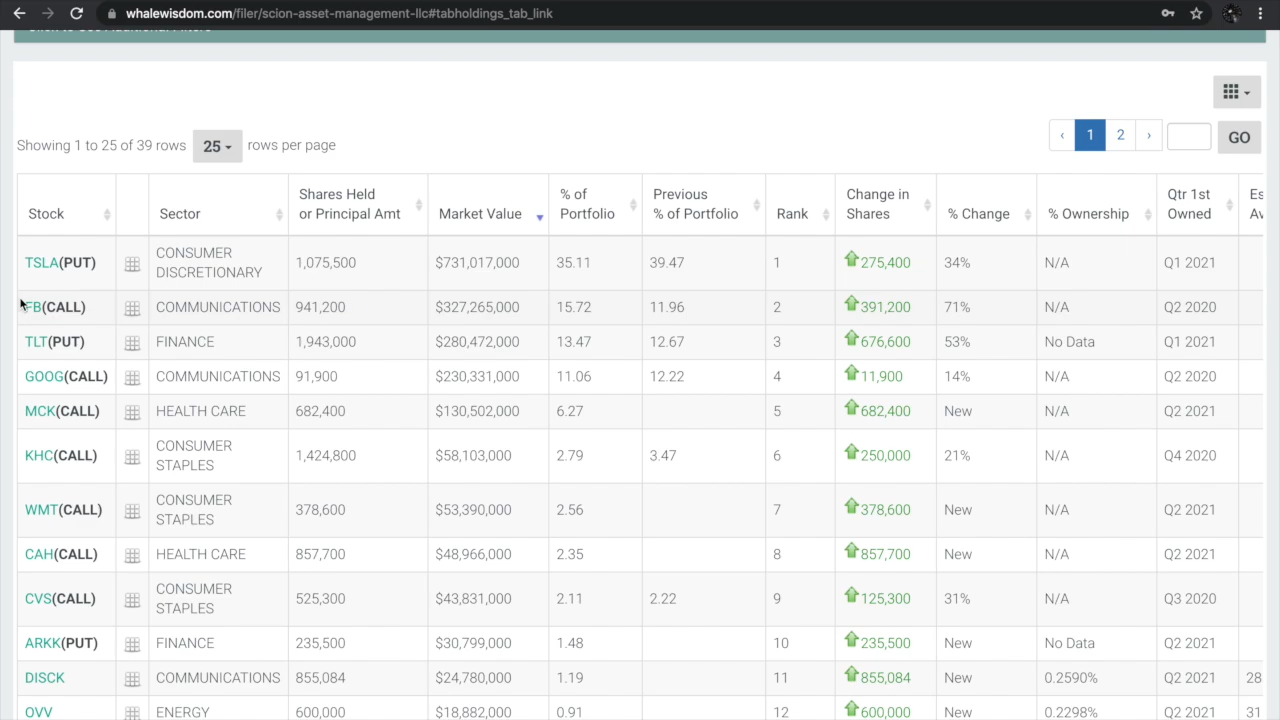 whalewisdom.com/filer/scion-asset-management-llc#tabholdings_tab_link
Showing 1 to 25 of 39 rows 25 rows per page
‹ 1 2 › GO
Stock Sector Shares Held or Principal Amt Market Value % of Portfolio Previous % of Portfolio Rank Change in Shares % Change % Ownership Qtr 1st Owned
TSLA(PUT) CONSUMER DISCRETIONARY 1,075,500 $731,017,000 35.11 39.47 1 275,400 34% N/A Q1 2021
FB(CALL) COMMUNICATIONS 941,200 $327,265,000 15.72 11.96 2 391,200 71% N/A Q2 2020
TLT(PUT) FINANCE 1,943,000 $280,472,000 13.47 12.67 3 676,600 53% No Data Q1 2021
GOOG(CALL) COMMUNICATIONS 91,900 $230,331,000 11.06 12.22 4 11,900 14% N/A Q2 2020
MCK(CALL) HEALTH CARE 682,400 $130,502,000 6.27 5 682,400 New N/A Q2 2021
KHC(CALL) CONSUMER STAPLES 1,424,800 $58,103,000 2.79 3.47 6 250,000 21% N/A Q4 2020
WMT(CALL) CONSUMER STAPLES 378,600 $53,390,000 2.56 7 378,600 New N/A Q2 2021
CAH(CALL) HEALTH CARE 857,700 $48,966,000 2.35 8 857,700 New N/A Q2 2021
CVS(CALL) CONSUMER STAPLES 525,300 $43,831,000 2.11 2.22 9 125,300 31% N/A Q3 2020
ARKK(PUT) FINANCE 235,500 $30,799,000 1.48 10 235,500 New No Data Q2 2021
DISCK COMMUNICATIONS 855,084 $24,780,000 1.19 11 855,084 New 0.2590% Q2 2021 28
OVV ENERGY 600,000 $18,882,000 0.91 12 600,000 New 0.2298% Q2 2021 31